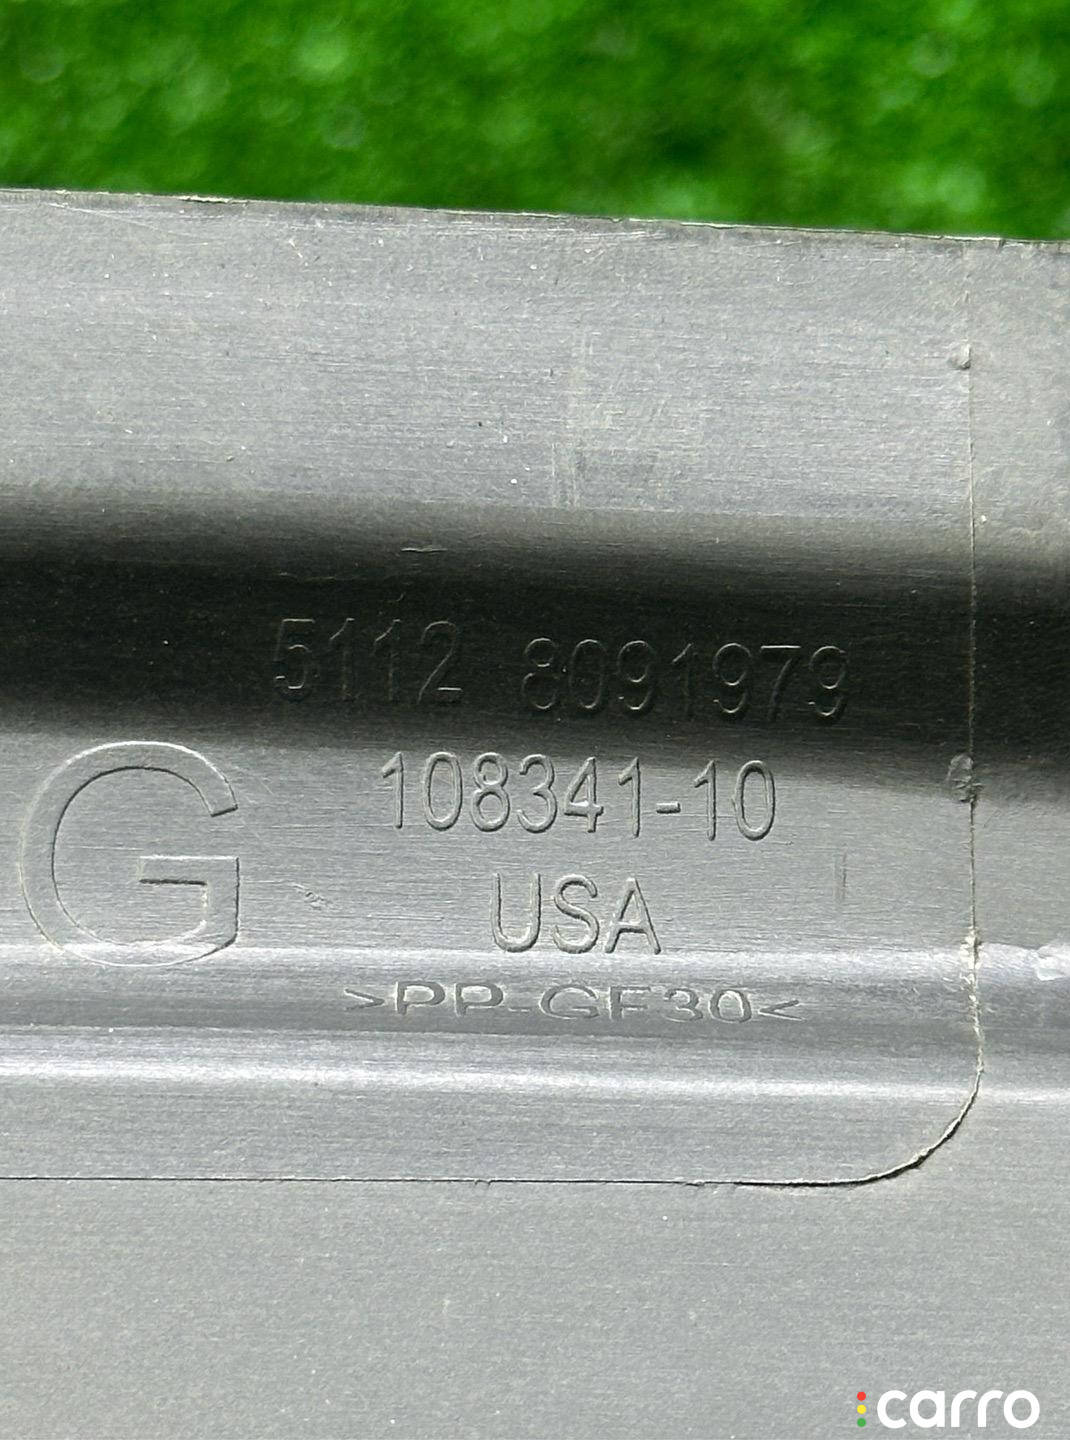 5112 8091979
108341-10
G
USA
>PP-GF30<
carro